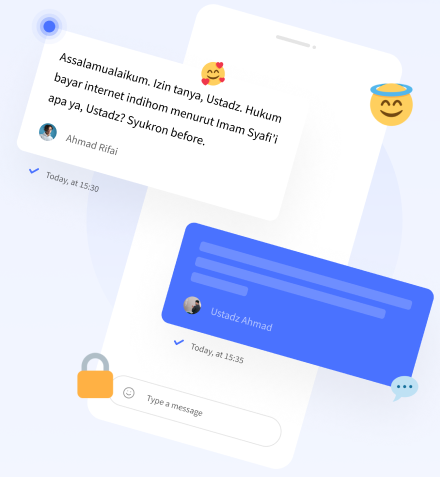 Assalamualaikum. Izin tanya, Ustadz. Hukum
bayar internet indihom menurut Imam Syafi'i
apa ya, Ustadz? Syukron before.
Ahmad Rifai
Today, at 15:30
Ustadz Ahmad
Today, at 15:35
Type a message